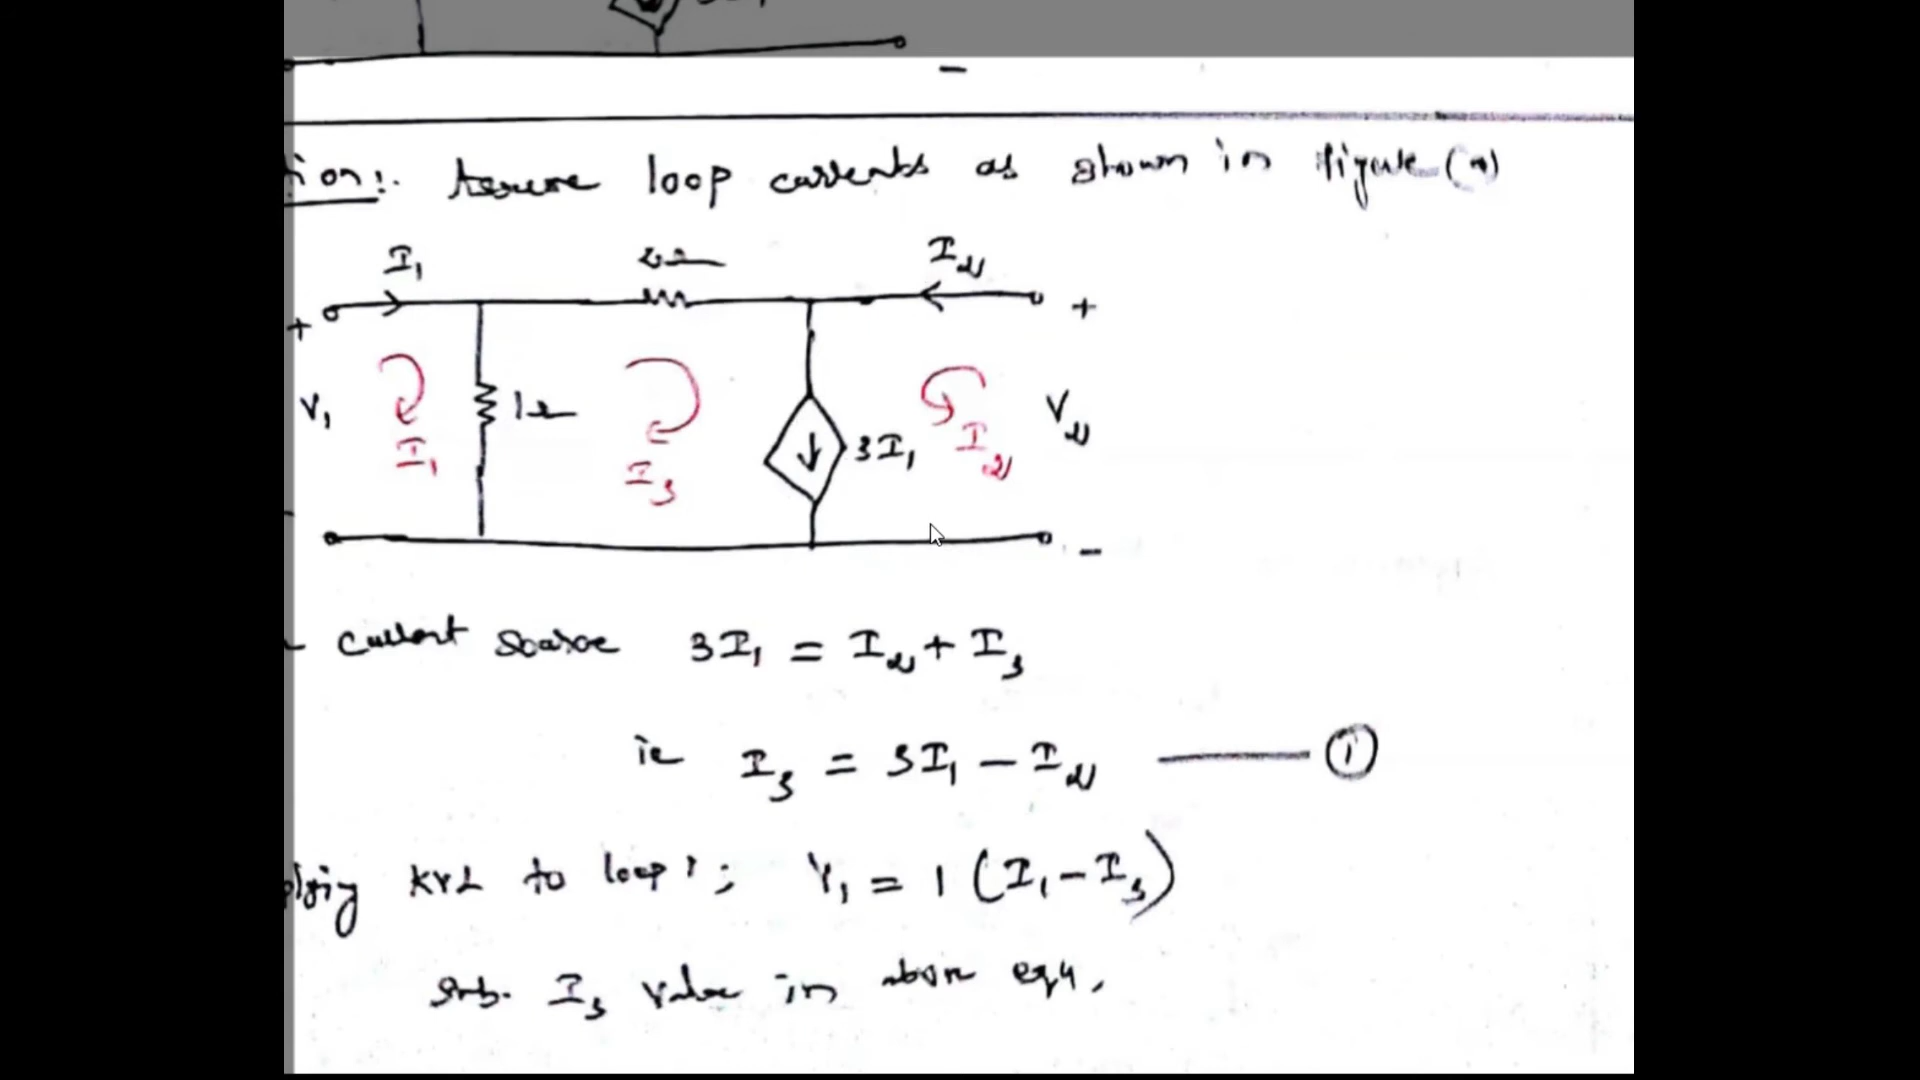 tion:. Assume loop currents as shown in figure (a)
I₁ 2Ω I₂
+ +
V₁ I₁ 1Ω I₃ 3I₁ I₂ V₂
-
current source 3I₁ = I₂ + I₃
ie I₃ = 3I₁ - I₂ ——— ①
plying KVL to loop 1; V₁ = 1 (I₁ - I₃)
Sub. I₃ value in above eqn,